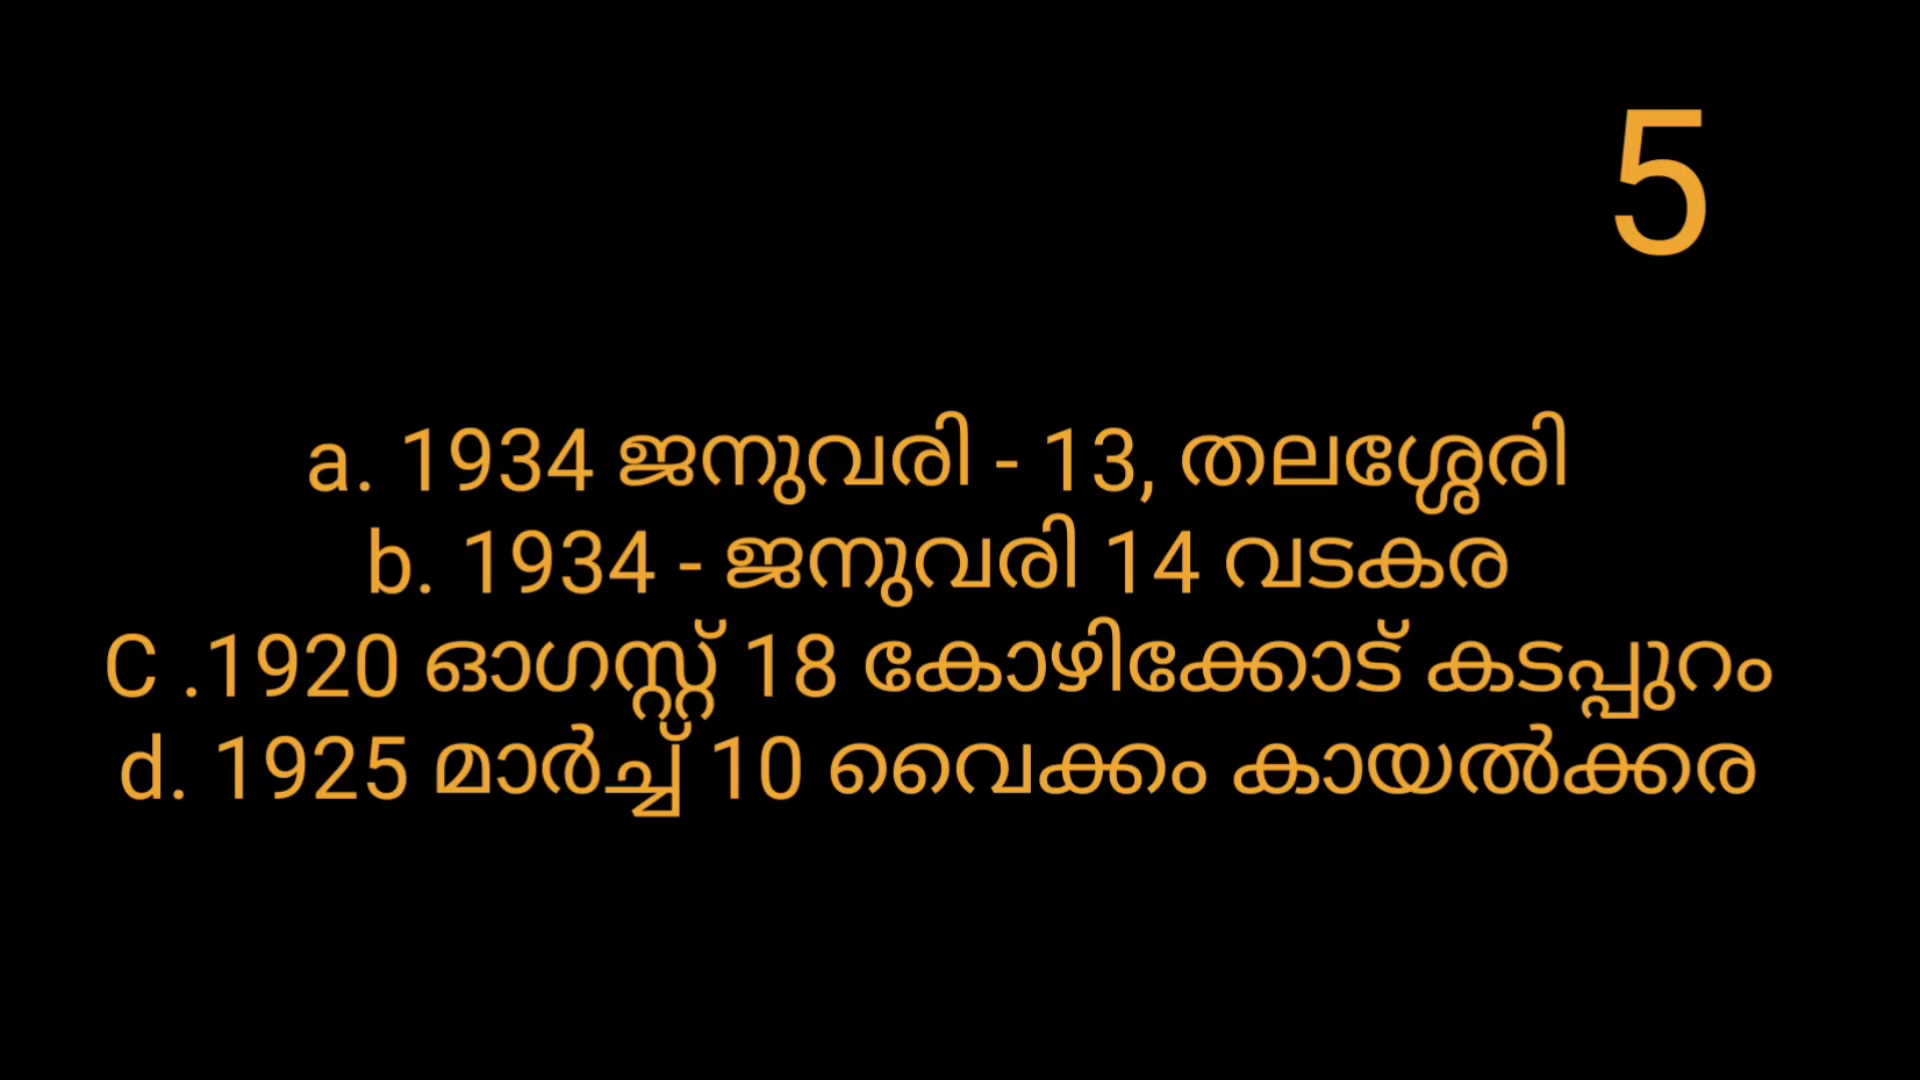 5
a. 1934 ജനുവരി - 13, തലശ്ശേരി
b. 1934 - ജനുവരി 14 വടകര
C .1920 ഓഗസ്റ്റ് 18 കോഴിക്കോട് കടപ്പുറം
d. 1925 മാർച്ച് 10 വൈക്കം കായൽക്കര